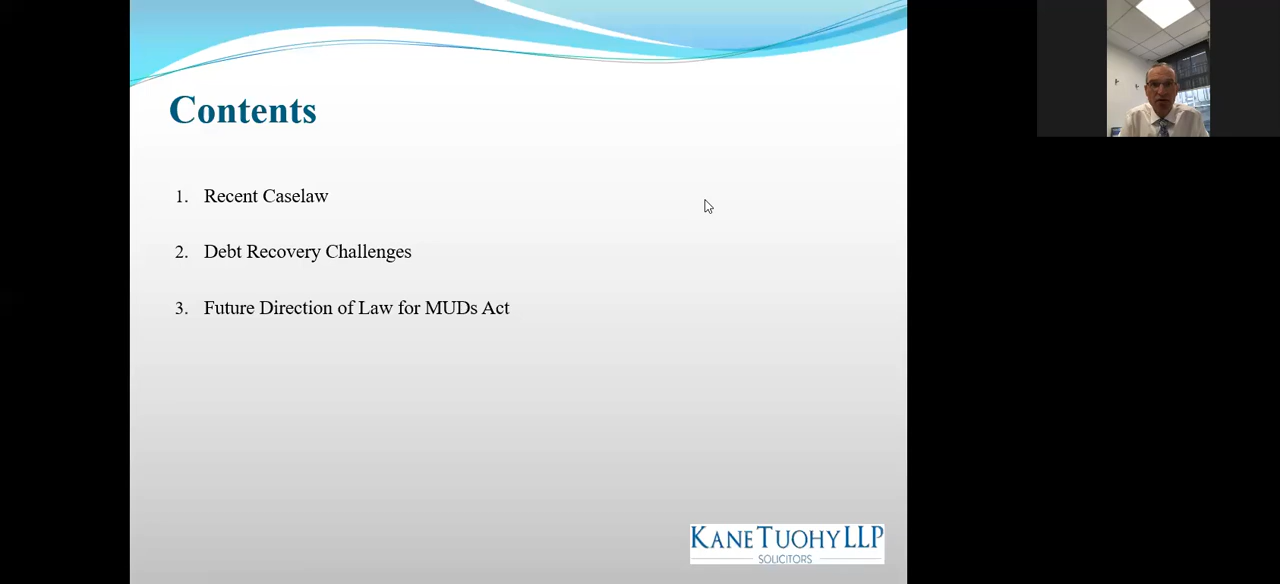 Contents
1. Recent Caselaw
2. Debt Recovery Challenges
3. Future Direction of Law for MUDs Act
KANE TUOHY LLP
SOLICITORS